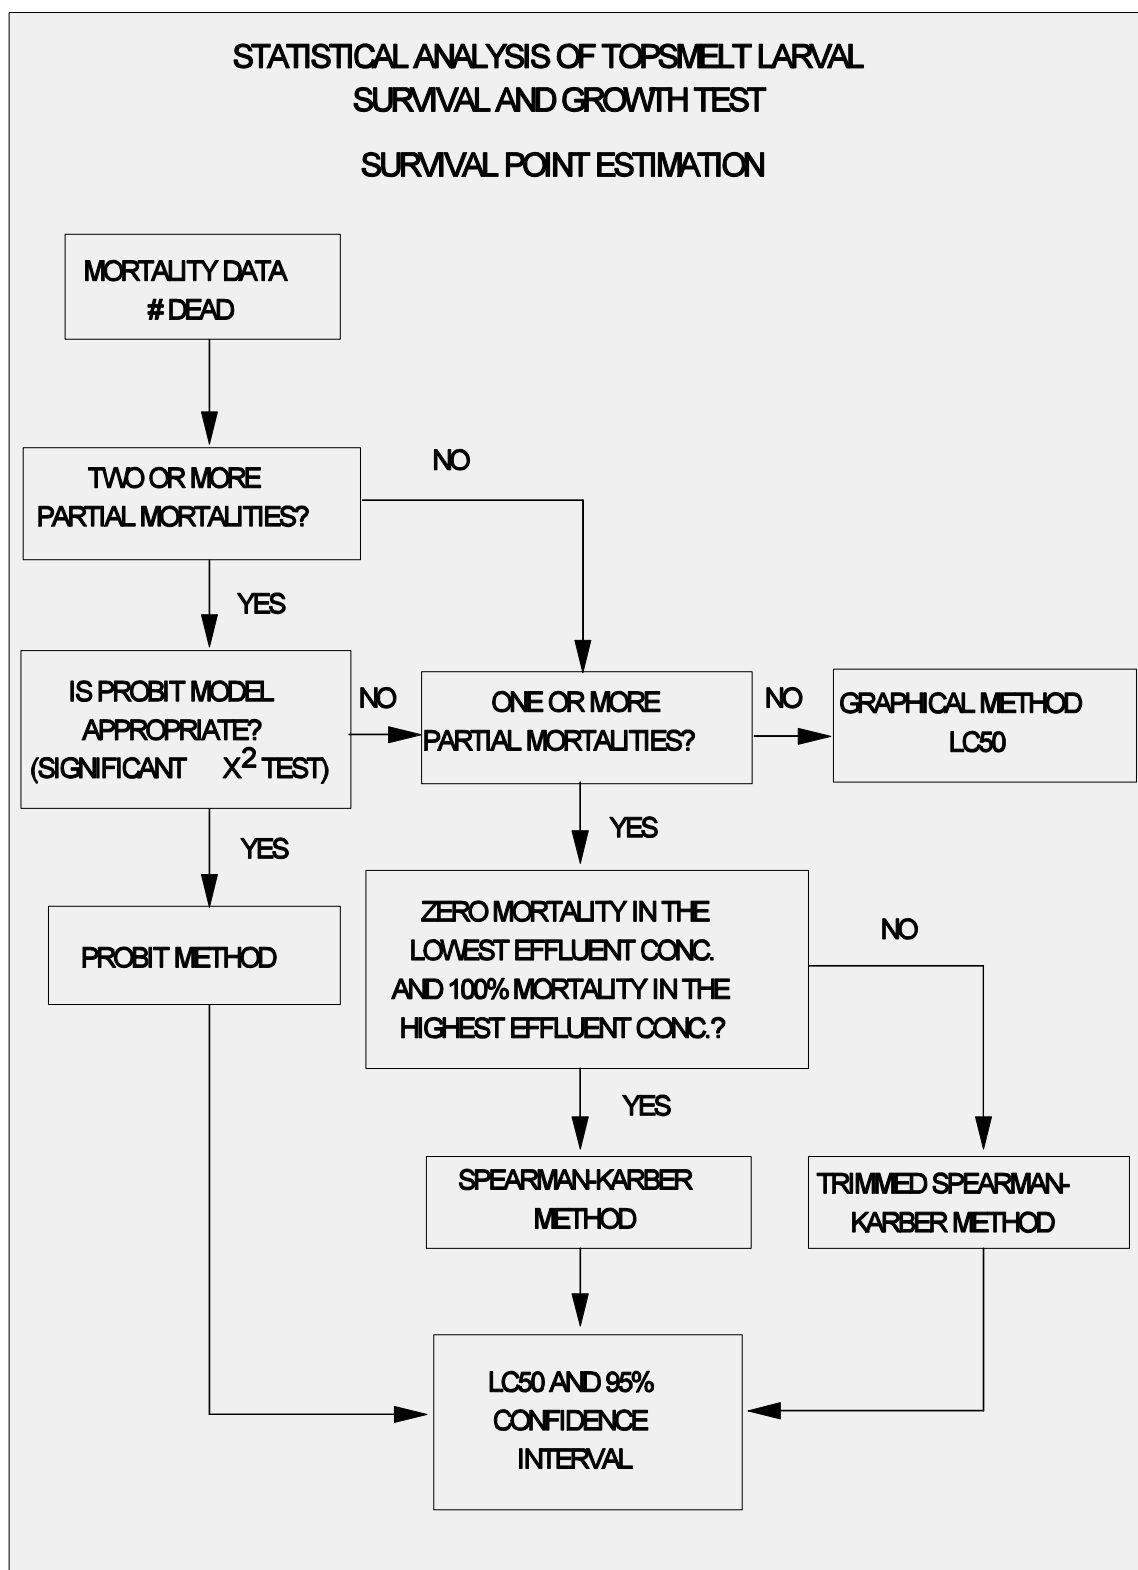 STATISTICAL ANALYSIS OF TOPSMELT LARVAL
SURVIVAL AND GROWTH TEST
SURVIVAL POINT ESTIMATION
MORTALITY DATA
# DEAD
TWO OR MORE
PARTIAL MORTALITIES?
NO
YES
IS PROBIT MODEL
APPROPRIATE?
(SIGNIFICANT X² TEST)
NO
ONE OR MORE
PARTIAL MORTALITIES?
NO
GRAPHICAL METHOD
LC50
YES
YES
PROBIT METHOD
ZERO MORTALITY IN THE
LOWEST EFFLUENT CONC.
AND 100% MORTALITY IN THE
HIGHEST EFFLUENT CONC.?
NO
YES
SPEARMAN-KARBER
METHOD
TRIMMED SPEARMAN-
KARBER METHOD
LC50 AND 95%
CONFIDENCE
INTERVAL